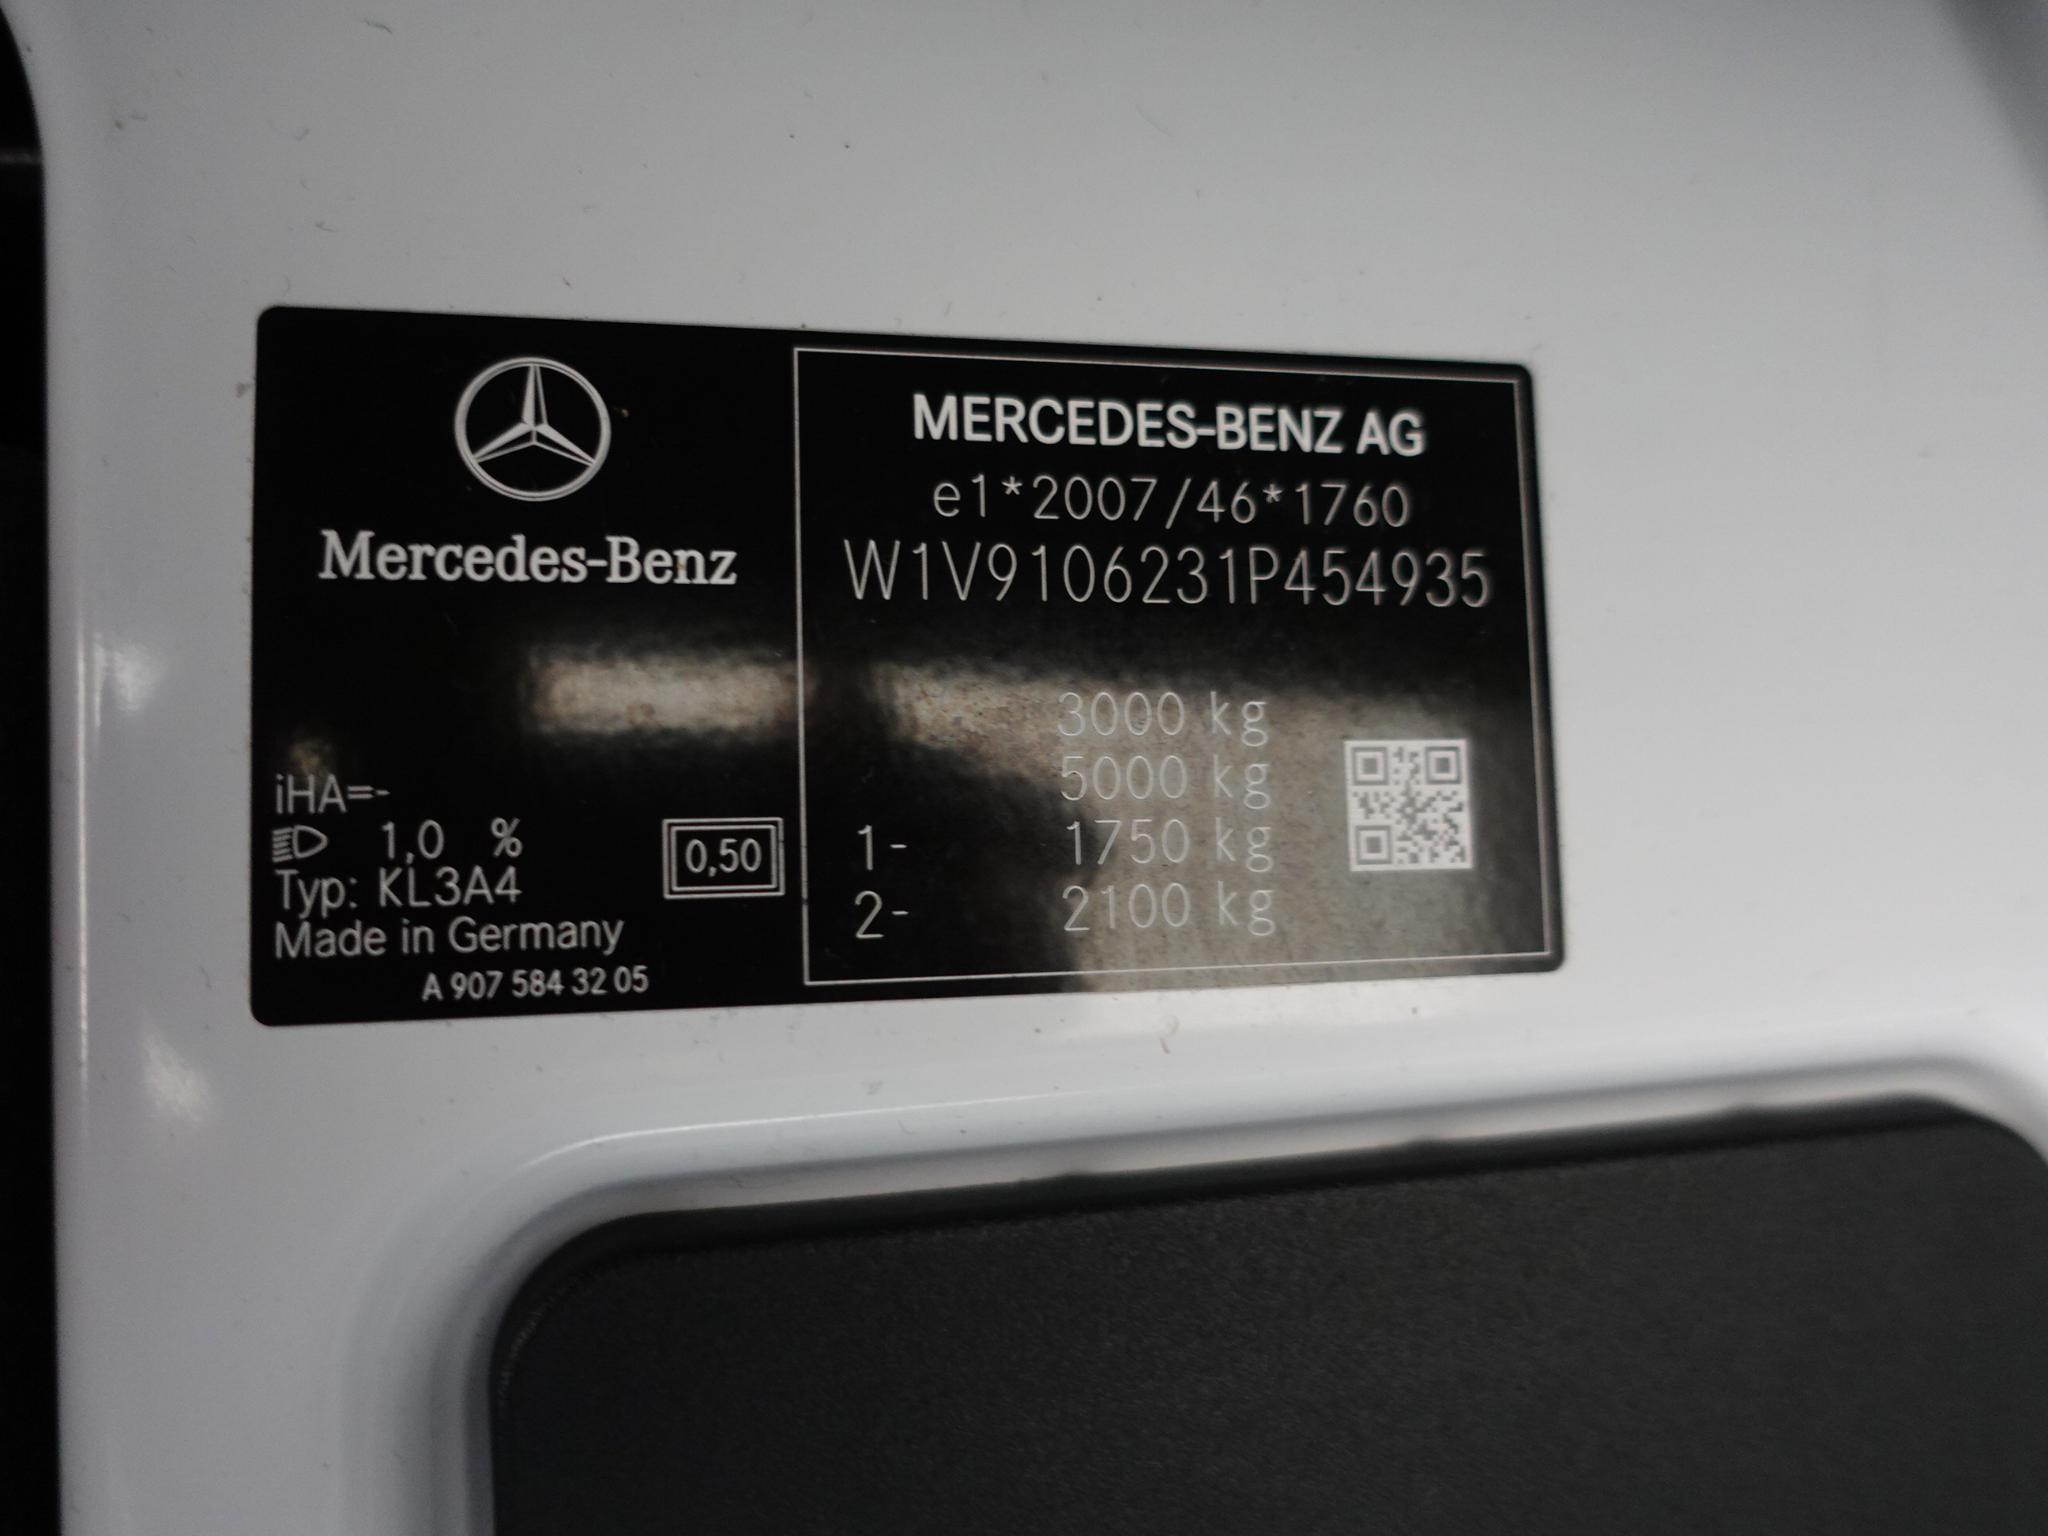 Mercedes-Benz
iHA=-
1,0 %
Typ: KL3A4
Made in Germany
A 907 584 32 05
0,50
MERCEDES-BENZ AG
e1*2007/46*1760
W1V9106231P454935
3000 kg
5000 kg
1- 1750 kg
2- 2100 kg